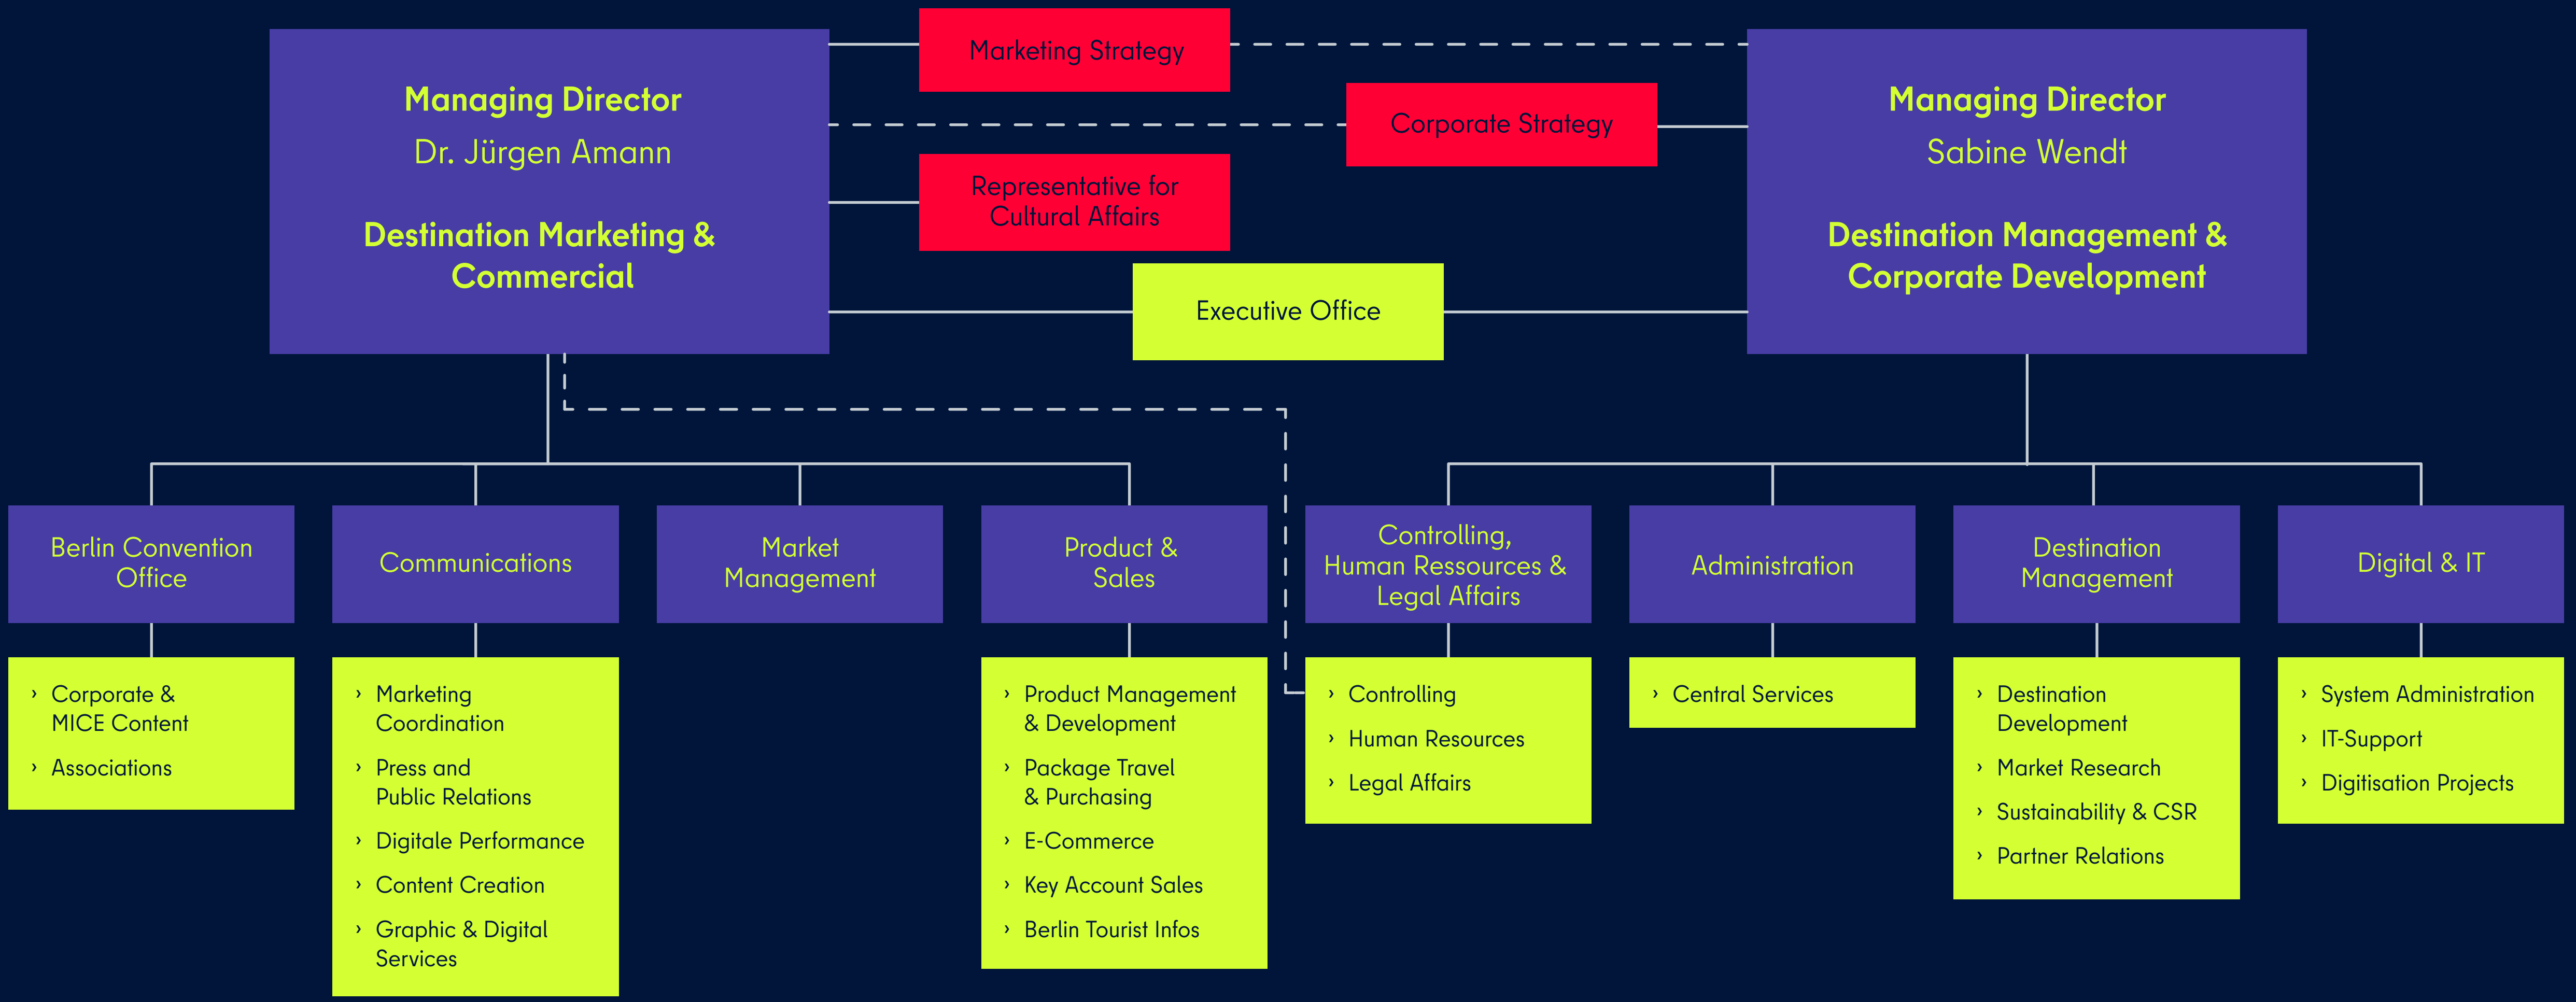 Marketing Strategy
Managing Director
Dr. Jürgen Amann
Destination Marketing &
Commercial
Corporate Strategy
Representative for
Cultural Affairs
Executive Office
Managing Director
Sabine Wendt
Destination Management &
Corporate Development
Berlin Convention
Office
Communications
Market
Management
Product &
Sales
Controlling,
Human Ressources &
Legal Affairs
Administration
Destination
Management
Digital & IT
› Corporate &
MICE Content
› Associations
› Marketing
Coordination
› Press and
Public Relations
› Digitale Performance
› Content Creation
› Graphic & Digital
Services
› Product Management
& Development
› Package Travel
& Purchasing
› E-Commerce
› Key Account Sales
› Berlin Tourist Infos
› Controlling
› Human Resources
› Legal Affairs
› Central Services
› Destination
Development
› Market Research
› Sustainability & CSR
› Partner Relations
› System Administration
› IT-Support
› Digitisation Projects